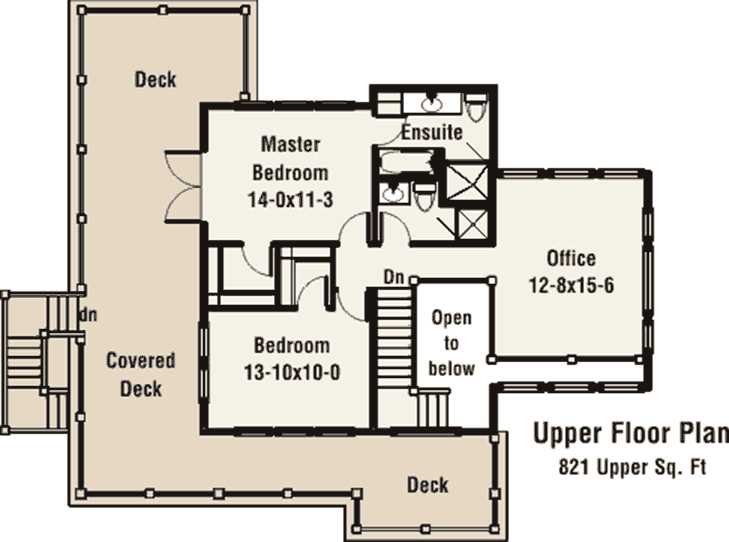 Deck
Ensuite
Master
Bedroom
14-0x11-3
Office
12-8x15-6
Dn
dn
Open
to
below
Bedroom
13-10x10-0
Covered
Deck
Upper Floor Plan
821 Upper Sq. Ft
Deck